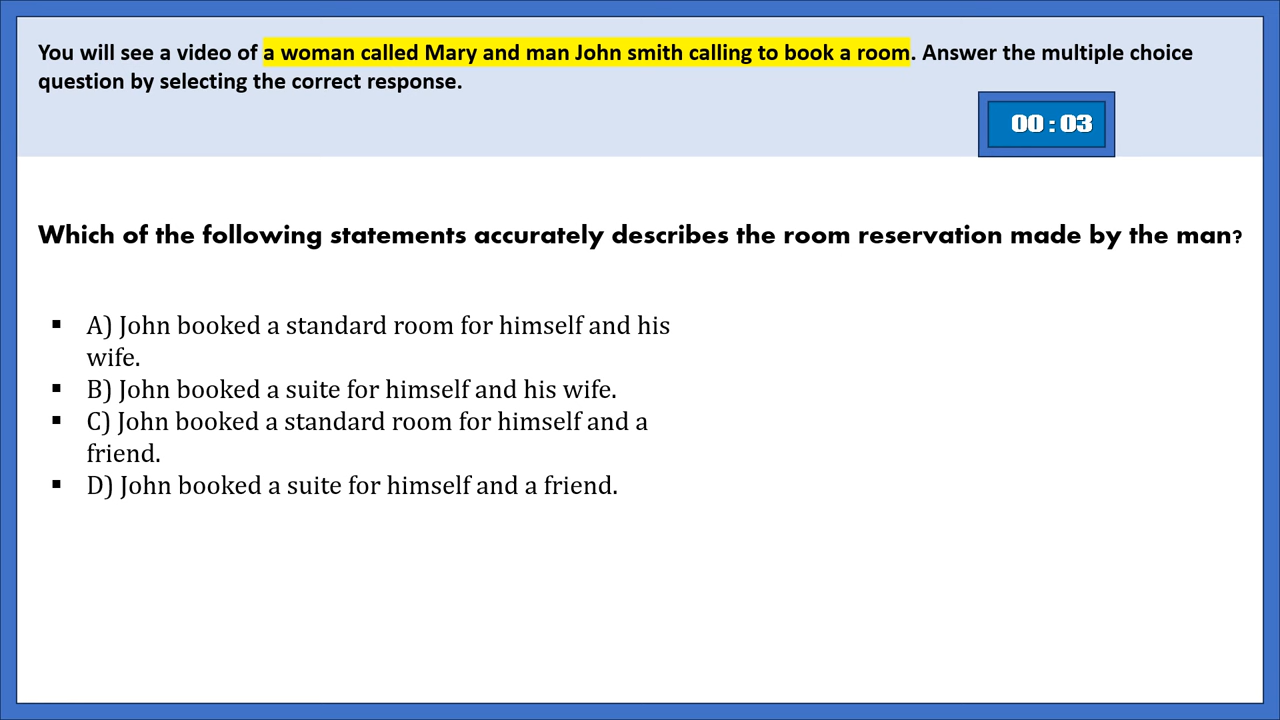 You will see a video of a woman called Mary and man John smith calling to book a room. Answer the multiple choice
question by selecting the correct response.
00 : 03
Which of the following statements accurately describes the room reservation made by the man?
▪ A) John booked a standard room for himself and his
wife.
▪ B) John booked a suite for himself and his wife.
▪ C) John booked a standard room for himself and a
friend.
▪ D) John booked a suite for himself and a friend.